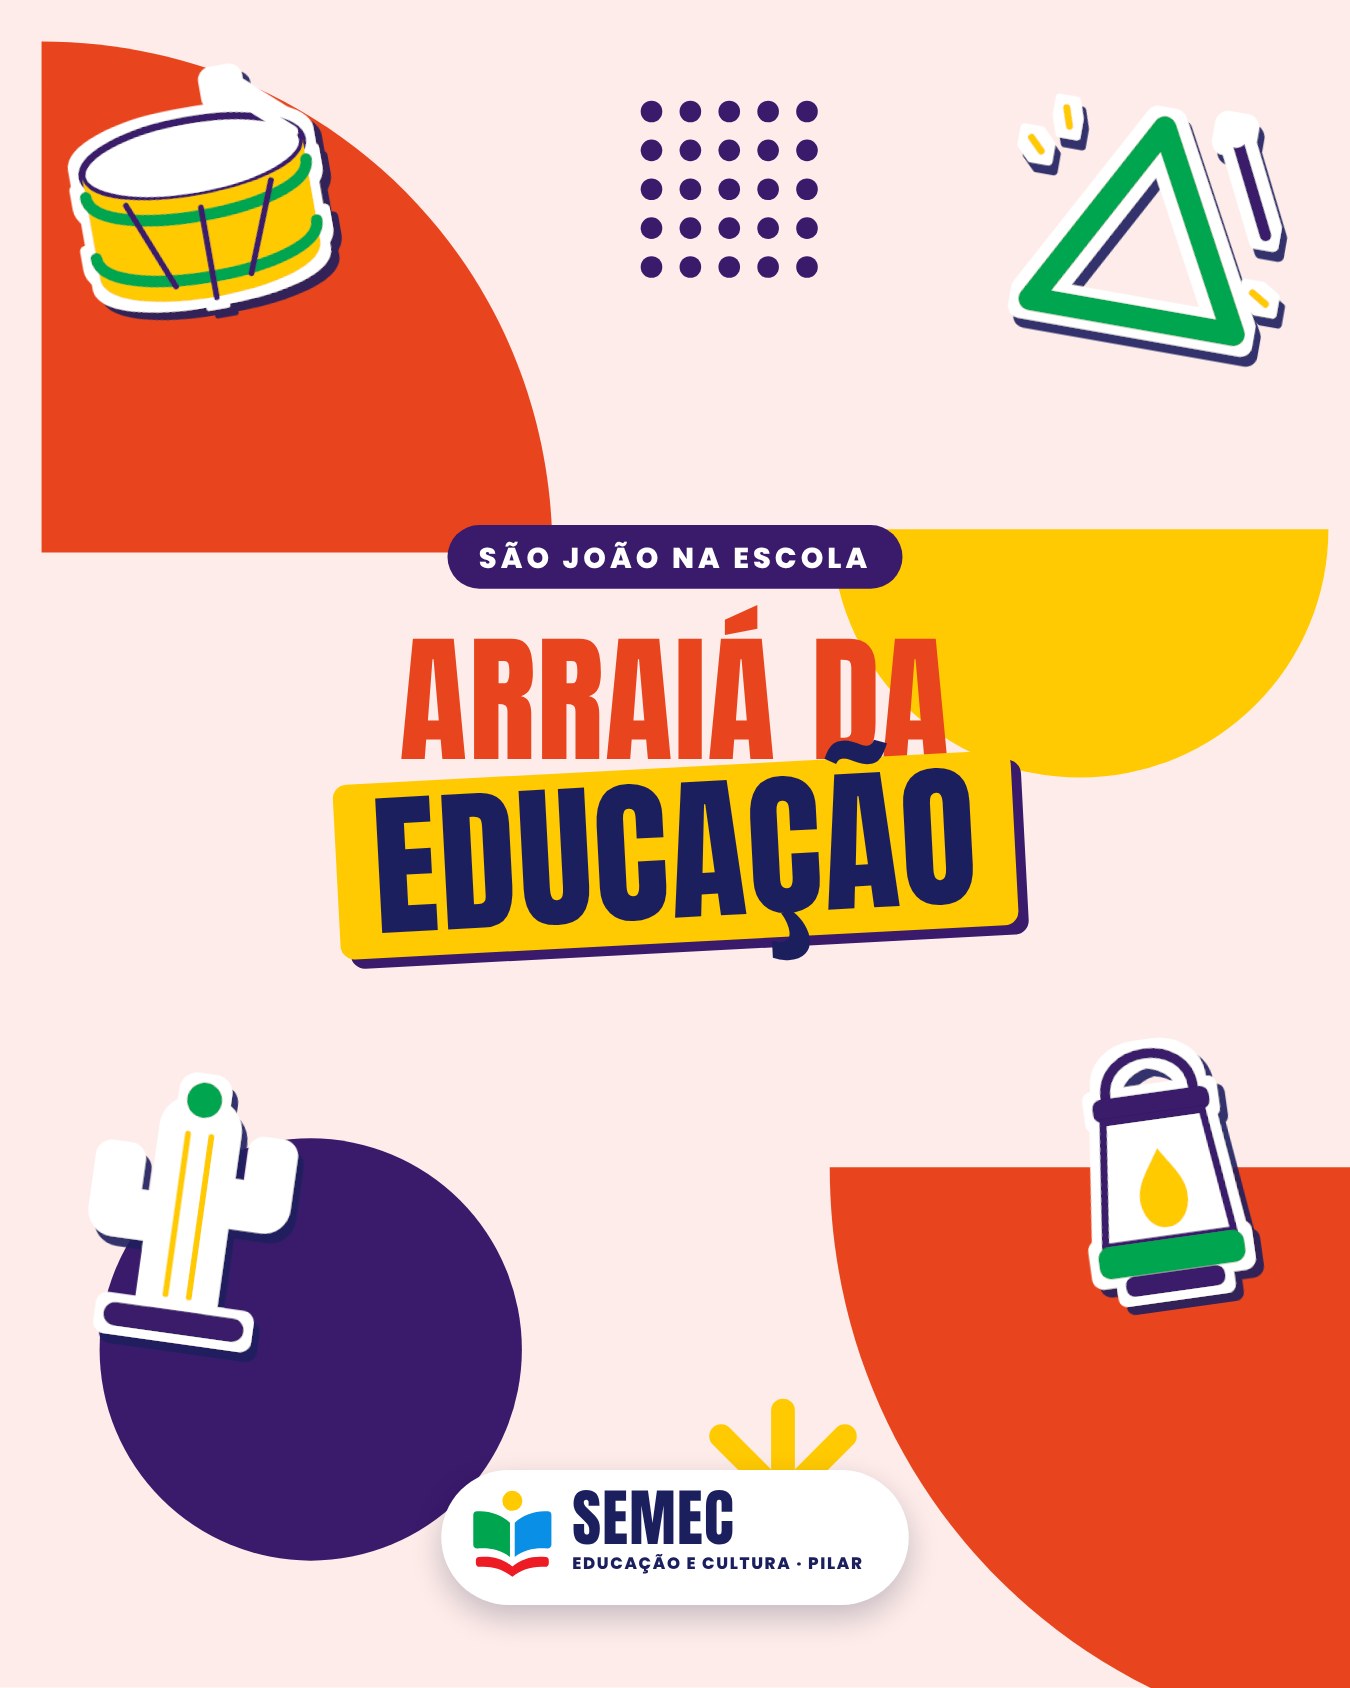 SÃO JOÃO NA ESCOLA
ARRAIÁ DA
EDUCAÇÃO
SEMEC
EDUCAÇÃO E CULTURA · PILAR